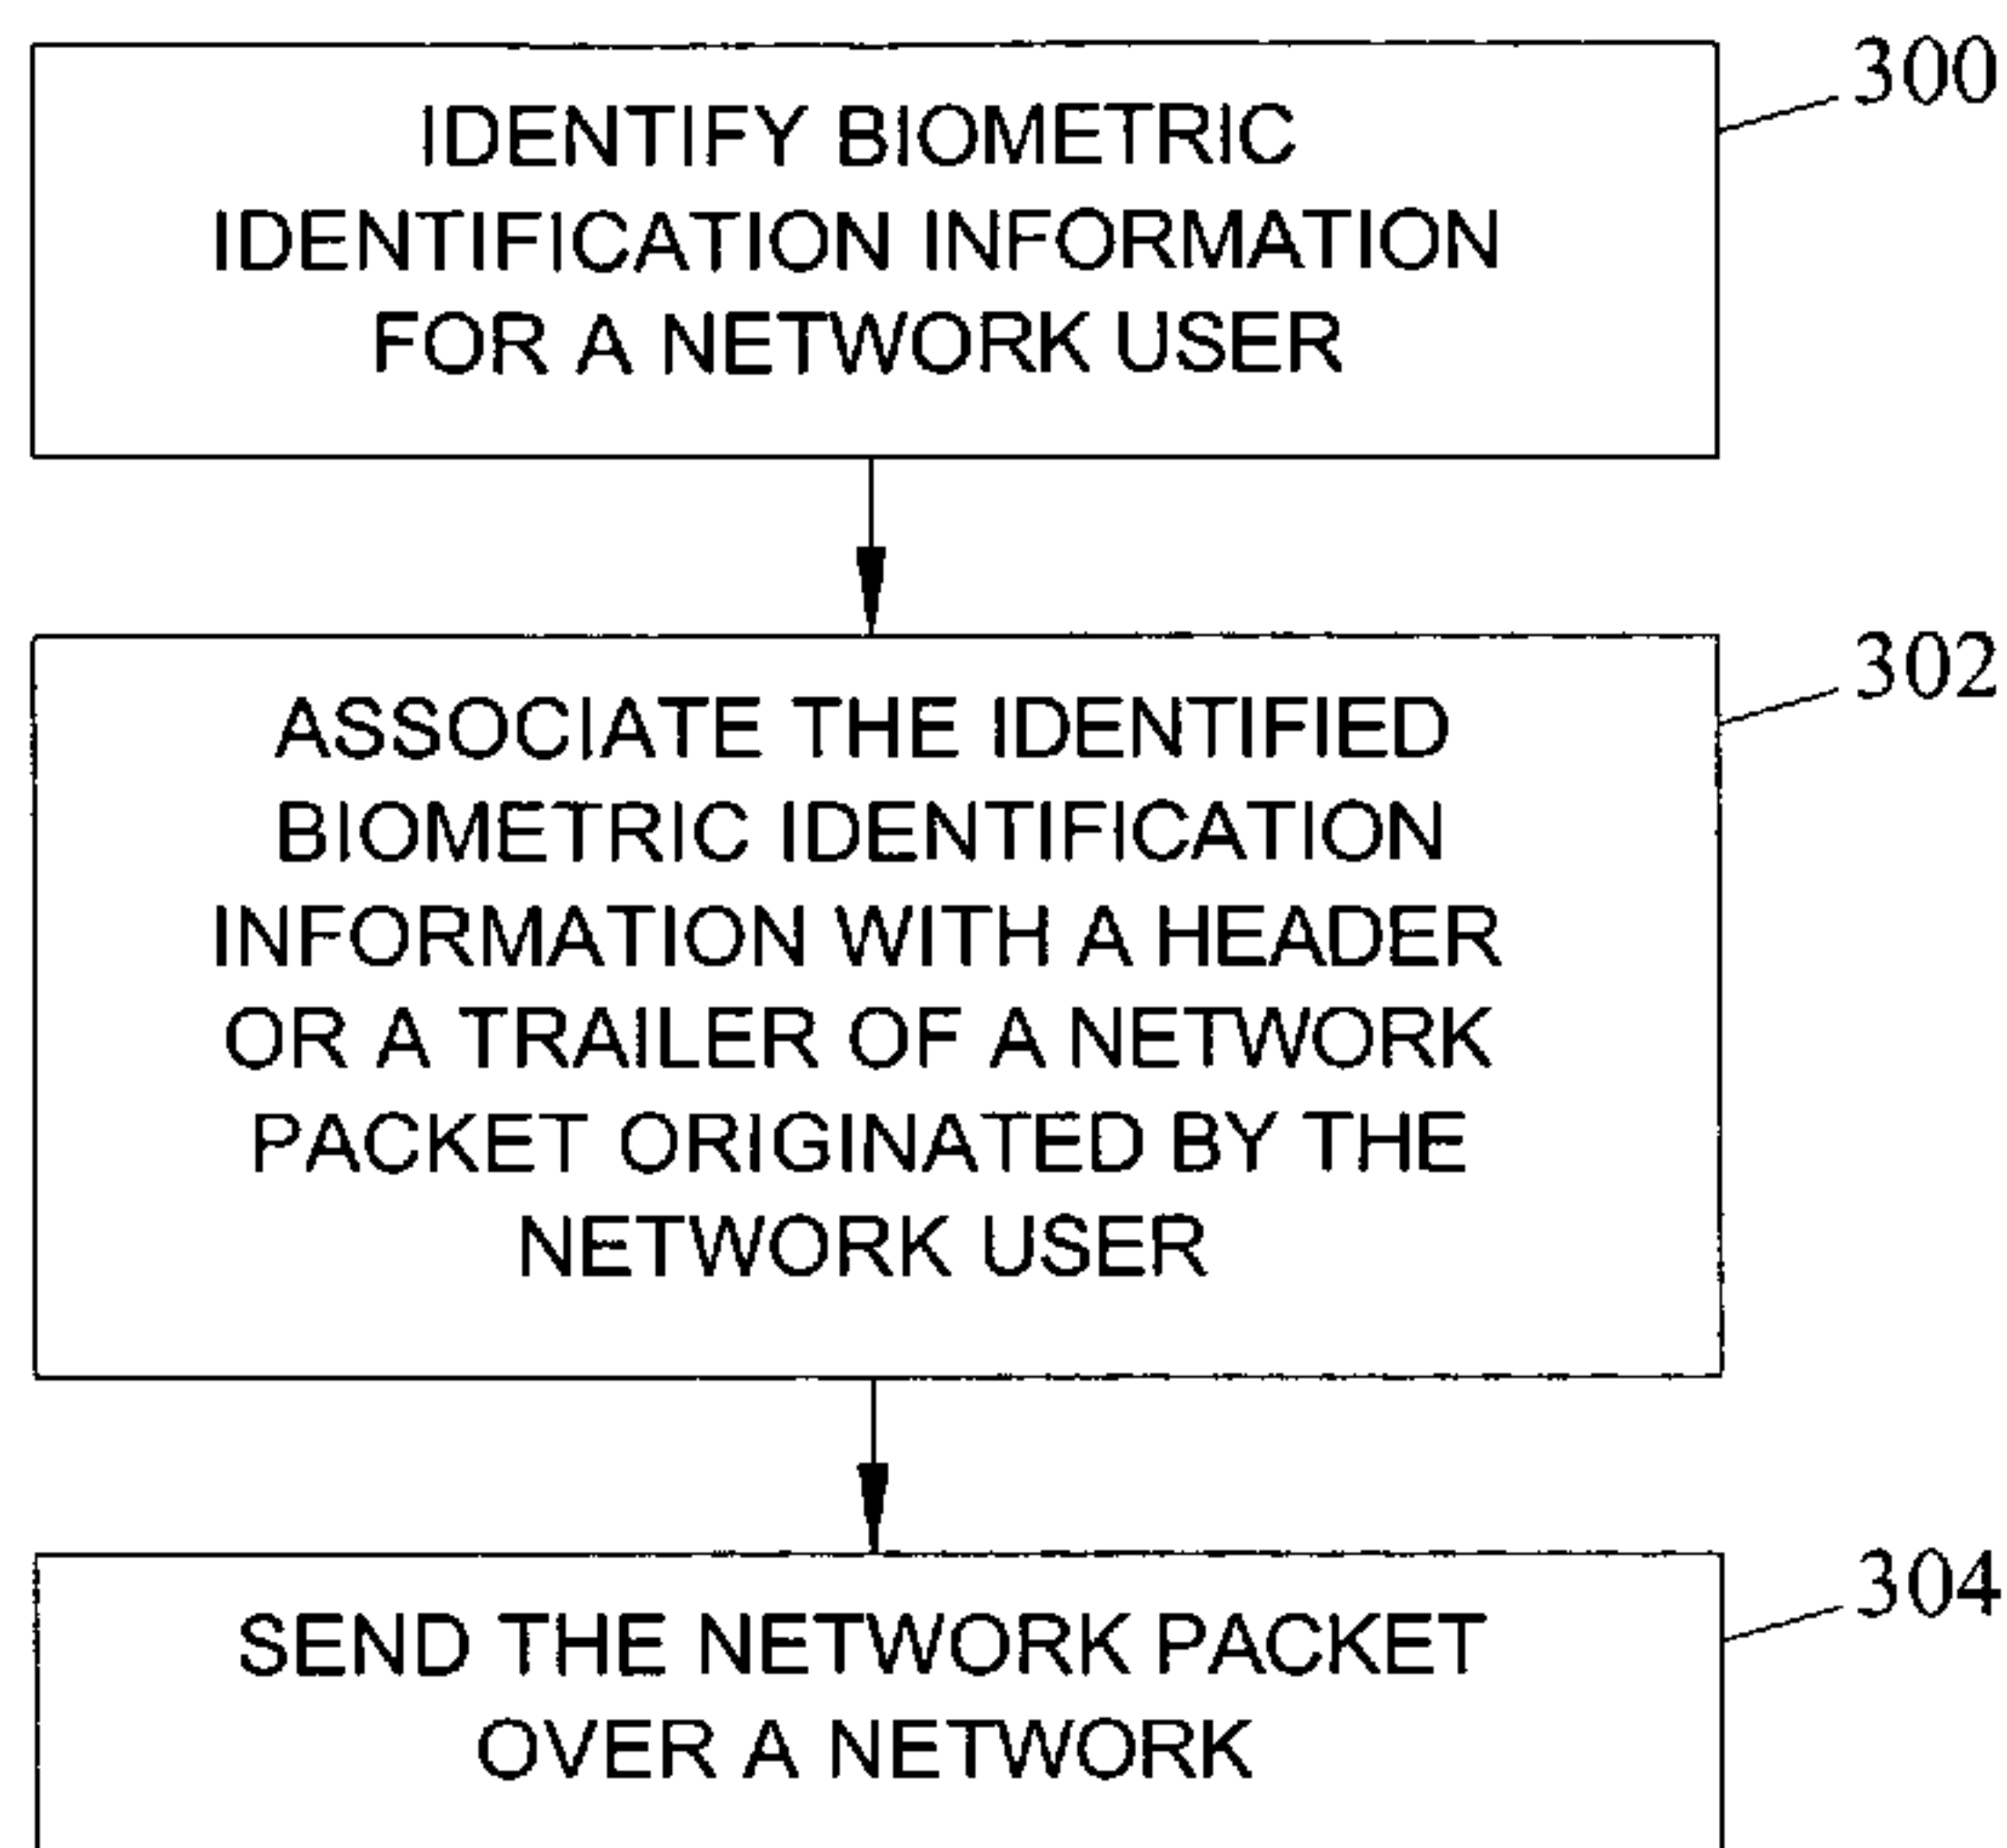 300
IDENTIFY BIOMETRIC
IDENTIFICATION INFORMATION
FOR A NETWORK USER
302
ASSOCIATE THE IDENTIFIED
BIOMETRIC IDENTIFICATION
INFORMATION WITH A HEADER
OR A TRAILER OF A NETWORK
PACKET ORIGINATED BY THE
NETWORK USER
304
SEND THE NETWORK PACKET
OVER A NETWORK